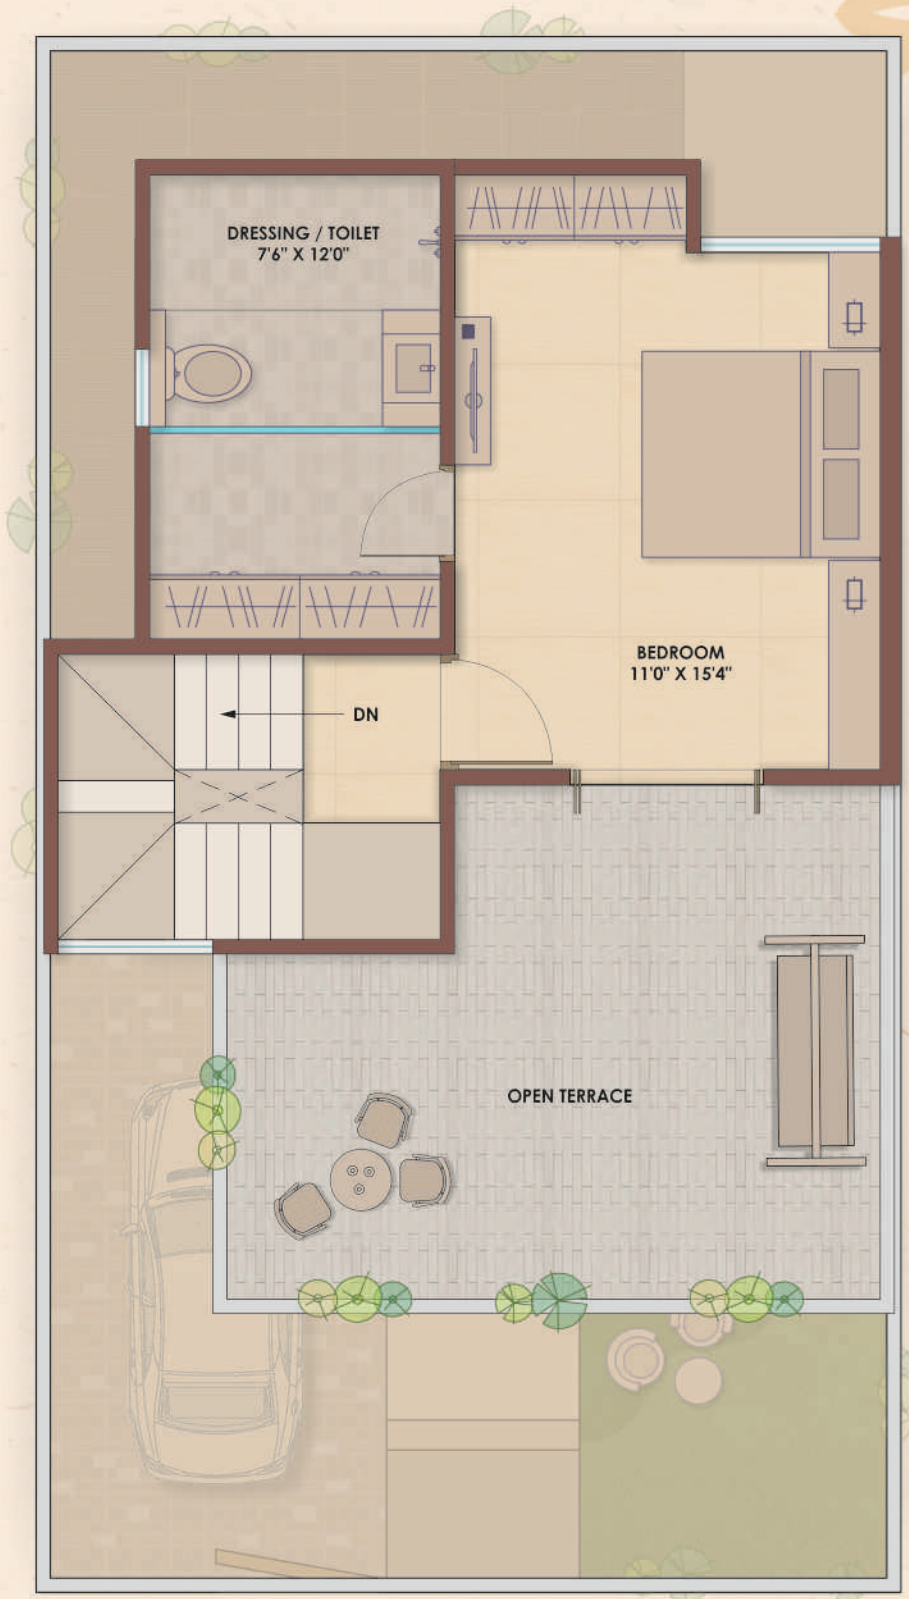 DRESSING / TOILET
7'6" X 12'0"
BEDROOM
11'0" X 15'4"
DN
OPEN TERRACE